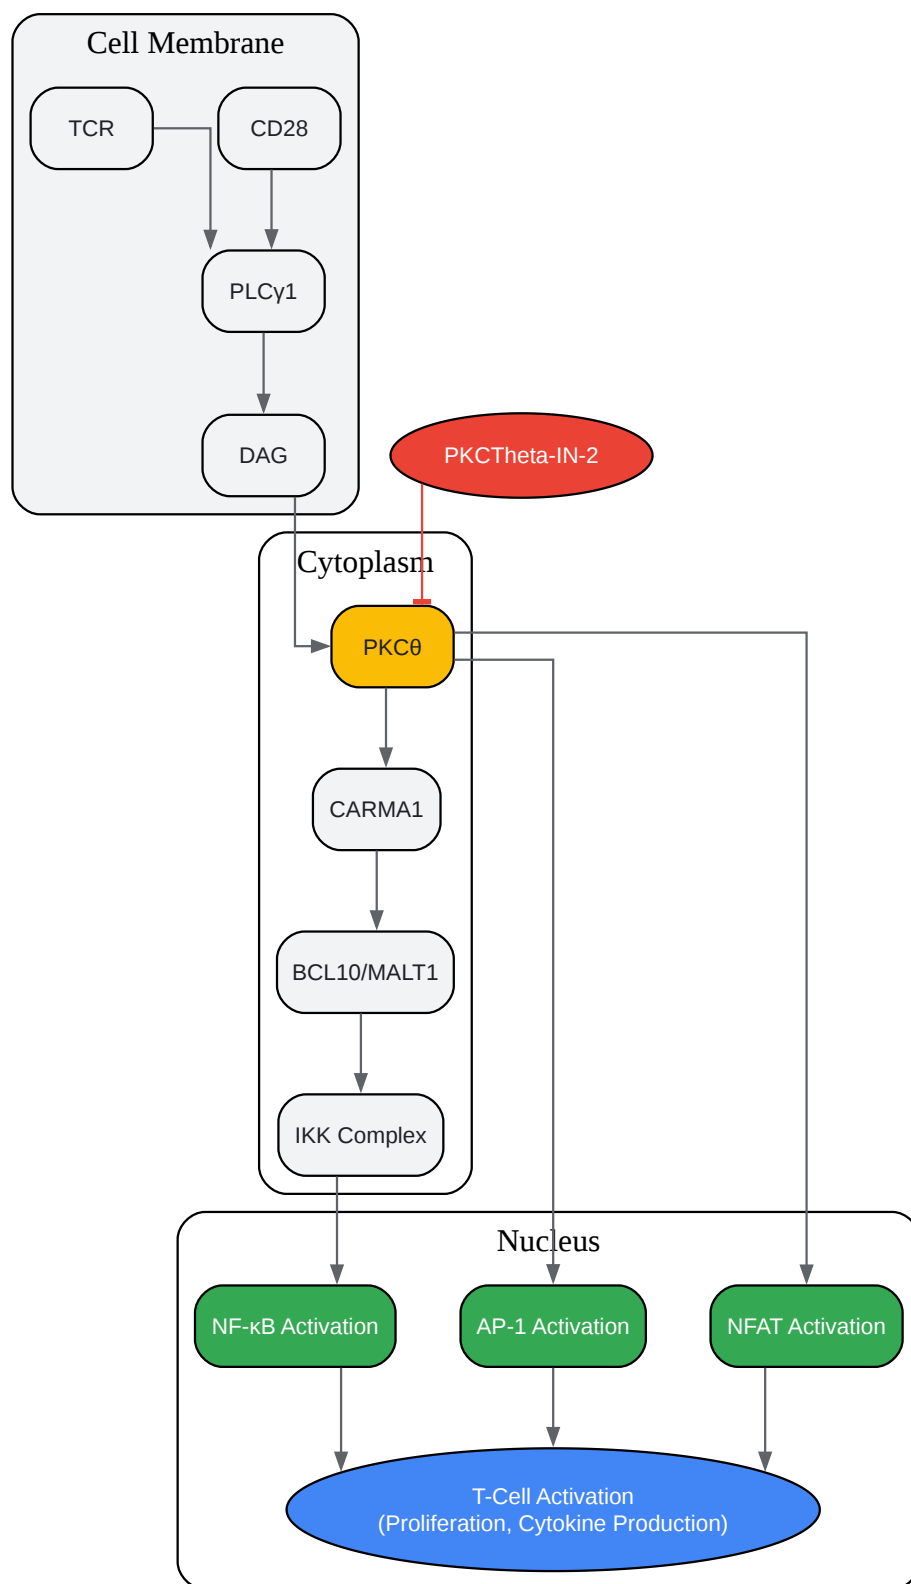 Cell Membrane
TCR
CD28
PLCγ1
DAG
PKCTheta-IN-2
Cytoplasm
PKCθ
CARMA1
BCL10/MALT1
IKK Complex
Nucleus
NF-κB Activation
AP-1 Activation
NFAT Activation
T-Cell Activation
(Proliferation, Cytokine Production)